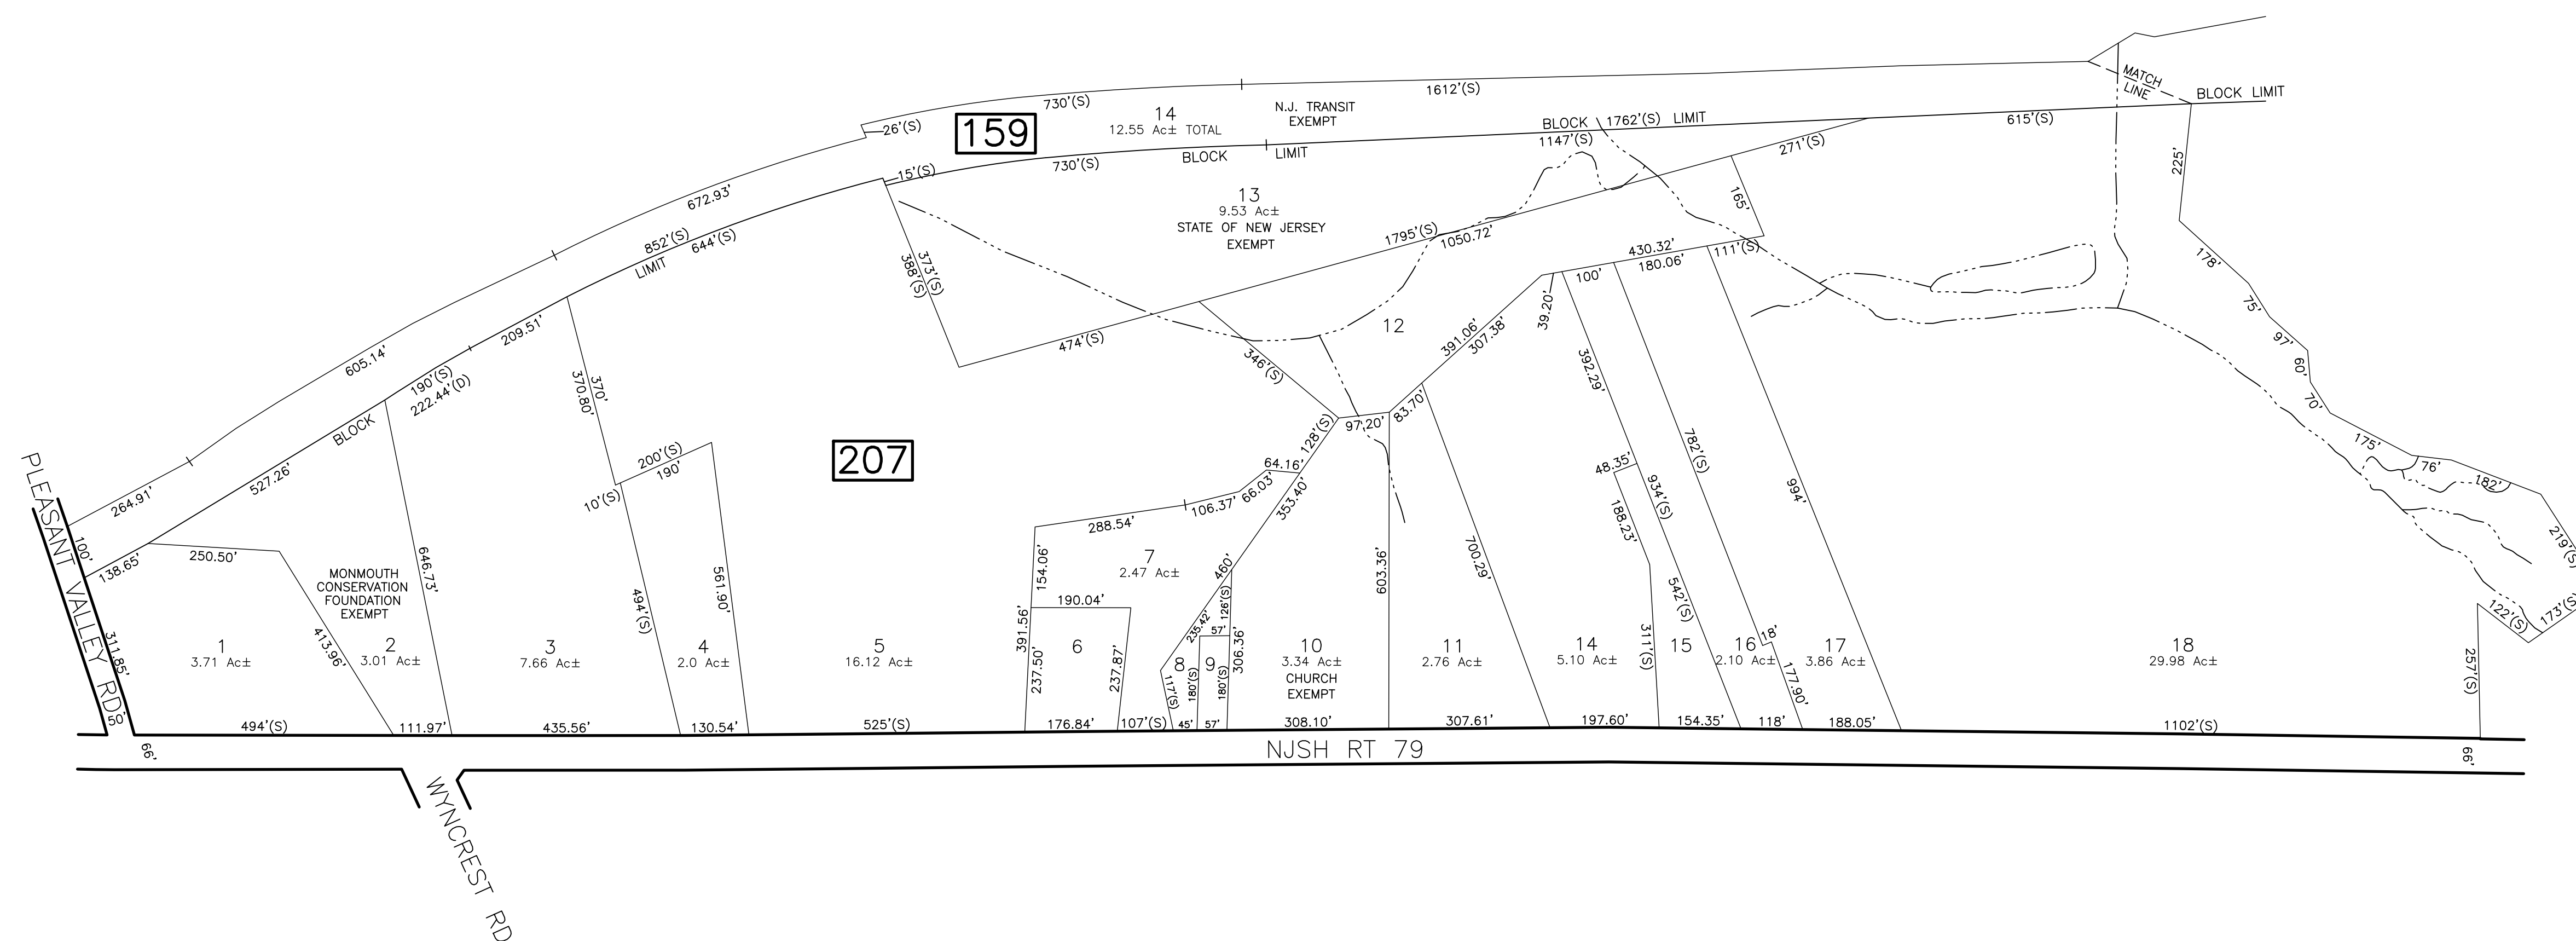 MATCH
LINE
BLOCK LIMIT
1612'(S)
730'(S)
14
12.55 Ac± TOTAL
N.J. TRANSIT
EXEMPT
26'(S)
159
BLOCK 1762'(S) LIMIT
615'(S)
1147'(S)
271'(S)
225'
730'(S)
BLOCK LIMIT
15'(S)
672.93'
852'(S)
644'(S)
LIMIT
13
9.53 Ac±
STATE OF NEW JERSEY
EXEMPT
165'
373'(S)
388'(S)
1795'(S)
1050.72'
430.32'
111'(S)
100'
180.06'
178'
75'
97'
60'
70'
175'
76'
182'
219'(S)
173'(S)
122'(S)
257'(S)
605.14'
209.51'
190'(S)
222.44'(D)
BLOCK
527.26'
264.91'
370'
370.80'
474'(S)
346'(S)
12
391.06'
307.38'
39.20'
392.29'
782'(S)
994'
83.70'
97.20'
128'(S)
64.16'
66.03'
106.37'
288.54'
353.40'
460'
207
200'(S)
190'
10'(S)
48.35'
188.23'
934'(S)
542'(S)
700.29'
603.36'
PLEASANT VALLEY RD
100'
138.65'
311.85'
50'
66'
250.50'
413.96'
MONMOUTH
CONSERVATION
FOUNDATION
EXEMPT
646.73'
494'(S)
561.90'
154.06'
391.56'
237.50'
190.04'
237.87'
7
2.47 Ac±
235.42'
126'(S)
57'
306.36'
117'(S)
180'(S)
180'(S)
311'(S)
18'
177.90'
1
3.71 Ac±
2
3.01 Ac±
3
7.66 Ac±
4
2.0 Ac±
5
16.12 Ac±
6
8
9
10
3.34 Ac±
CHURCH
EXEMPT
11
2.76 Ac±
14
5.10 Ac±
15
16
2.10 Ac±
17
3.86 Ac±
18
29.98 Ac±
494'(S)
111.97'
435.56'
130.54'
525'(S)
176.84'
107'(S)
45'
57'
308.10'
307.61'
197.60'
154.35'
118'
188.05'
1102'(S)
66'
NJSH RT 79
WYNCREST RD